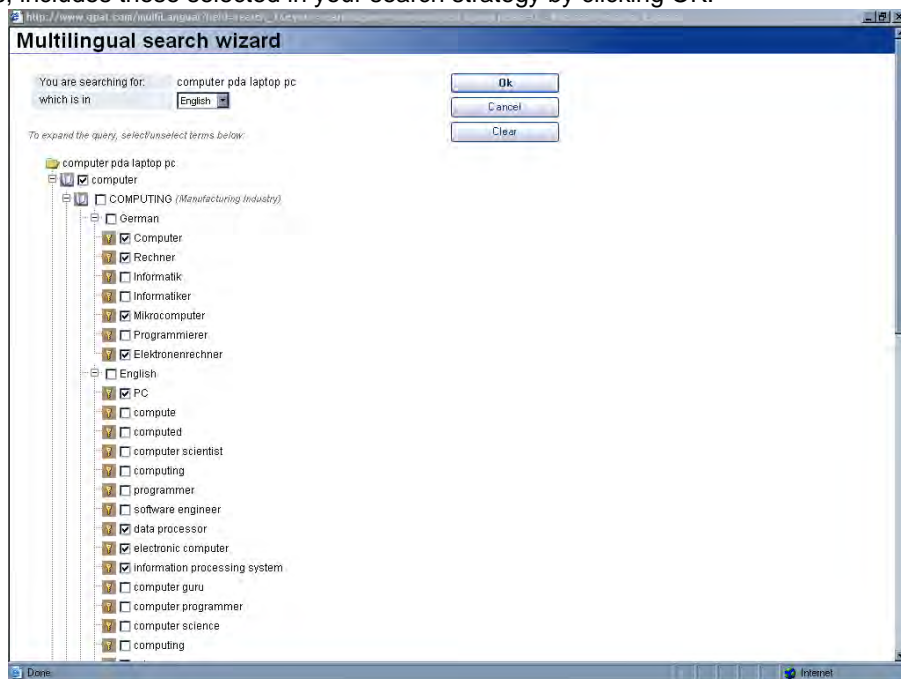 , includes these selected in your search strategy by clicking OK.
Multilingual search wizard
You are searching for: computer pda laptop pc
which is in English
Ok
Cancel
Clear
To expand the query, select/unselect terms below:
computer pda laptop pc
computer
COMPUTING (Manufacturing Industry)
German
Computer
Rechner
Informatik
Informatiker
Mikrocomputer
Programmierer
Elektronenrechner
English
PC
compute
computed
computer scientist
computing
programmer
software engineer
data processor
electronic computer
information processing system
computer guru
computer programmer
computer science
computing
Done
Internet